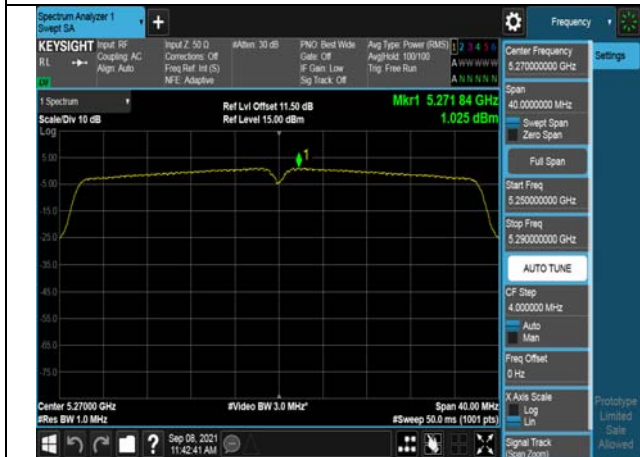 Spectrum Analyzer 1
Swept SA
+
Frequency
KEYSIGHT
RL
Input: RF
Coupling: AC
Align: Auto
Input Z: 50 Ω
Corrections: Off
Freq Ref: Int (S)
NFE: Adaptive
#Atten: 30 dB
PNO: Best Wide
Gate: Off
IF Gain: Low
Sig Track: Off
Avg Type: Power (RMS)
Avg|Hold: 100/100
Trig: Free Run
1 2 3 4 5 6
A W W W W W
A N N N N N
1 Spectrum
Scale/Div 10 dB
Log
Ref Lvl Offset 11.50 dB
Ref Level 15.00 dBm
Mkr1 5.271 84 GHz
1.025 dBm
1
5.00
-5.00
-15.0
-25.0
-35.0
-45.0
-55.0
-65.0
-75.0
Center 5.27000 GHz
#Res BW 1.0 MHz
#Video BW 3.0 MHz*
Span 40.00 MHz
#Sweep 50.0 ms (1001 pts)
Sep 08, 2021
11:42:41 AM
Center Frequency
5.270000000 GHz
Span
40.0000000 MHz
Swept Span
Zero Span
Full Span
Start Freq
5.250000000 GHz
Stop Freq
5.290000000 GHz
AUTO TUNE
CF Step
4.000000 MHz
Auto
Man
Freq Offset
0 Hz
X Axis Scale
Log
Lin
Signal Track
(Span Zoom)
Settings
Prototype
Limited
Sale
Allowed